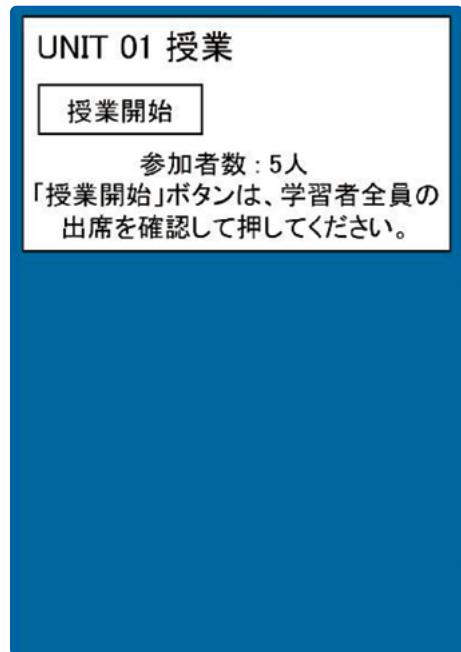 UNIT 01 授業
授業開始
参加者数：5人
「授業開始」ボタンは、学習者全員の
出席を確認して押してください。